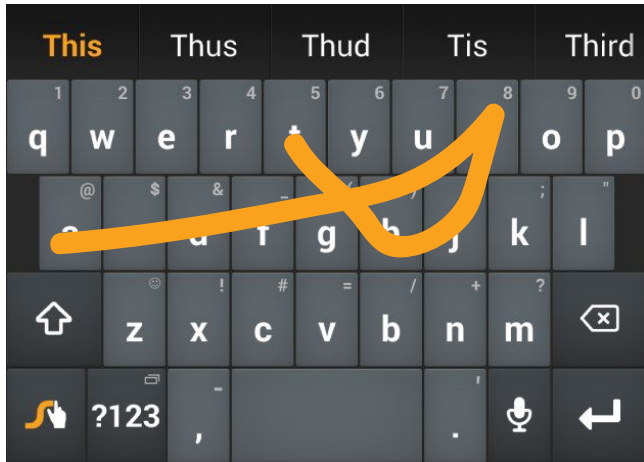 This Thus Thud Tis Third
1 2 3 4 5 6 7 8 9 0
q w e r t y u o p
@ $ & _ ; "
d f g h j k l
! # = / + ?
z x c v b n m
- '
?123 , .